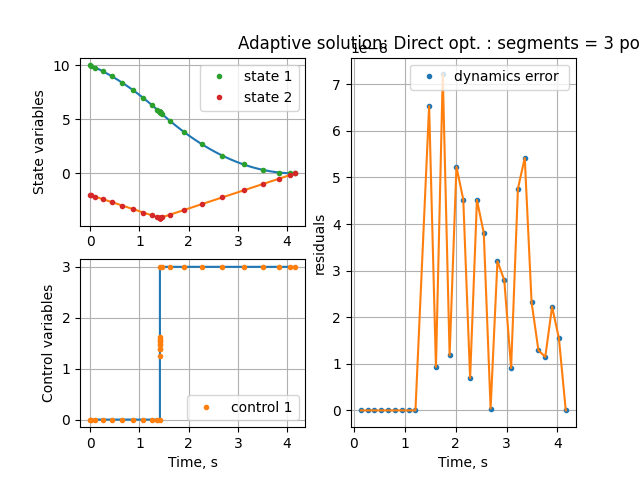 Adaptive solution: Direct opt. : segments = 3 po
1e−6
10
5
0
State variables
state 1
state 2
0 1 2 3 4
3
2
1
0
Control variables
control 1
0 1 2 3 4
Time, s
7
6
5
4
3
2
1
0
residuals
dynamics error
0 1 2 3 4
Time, s